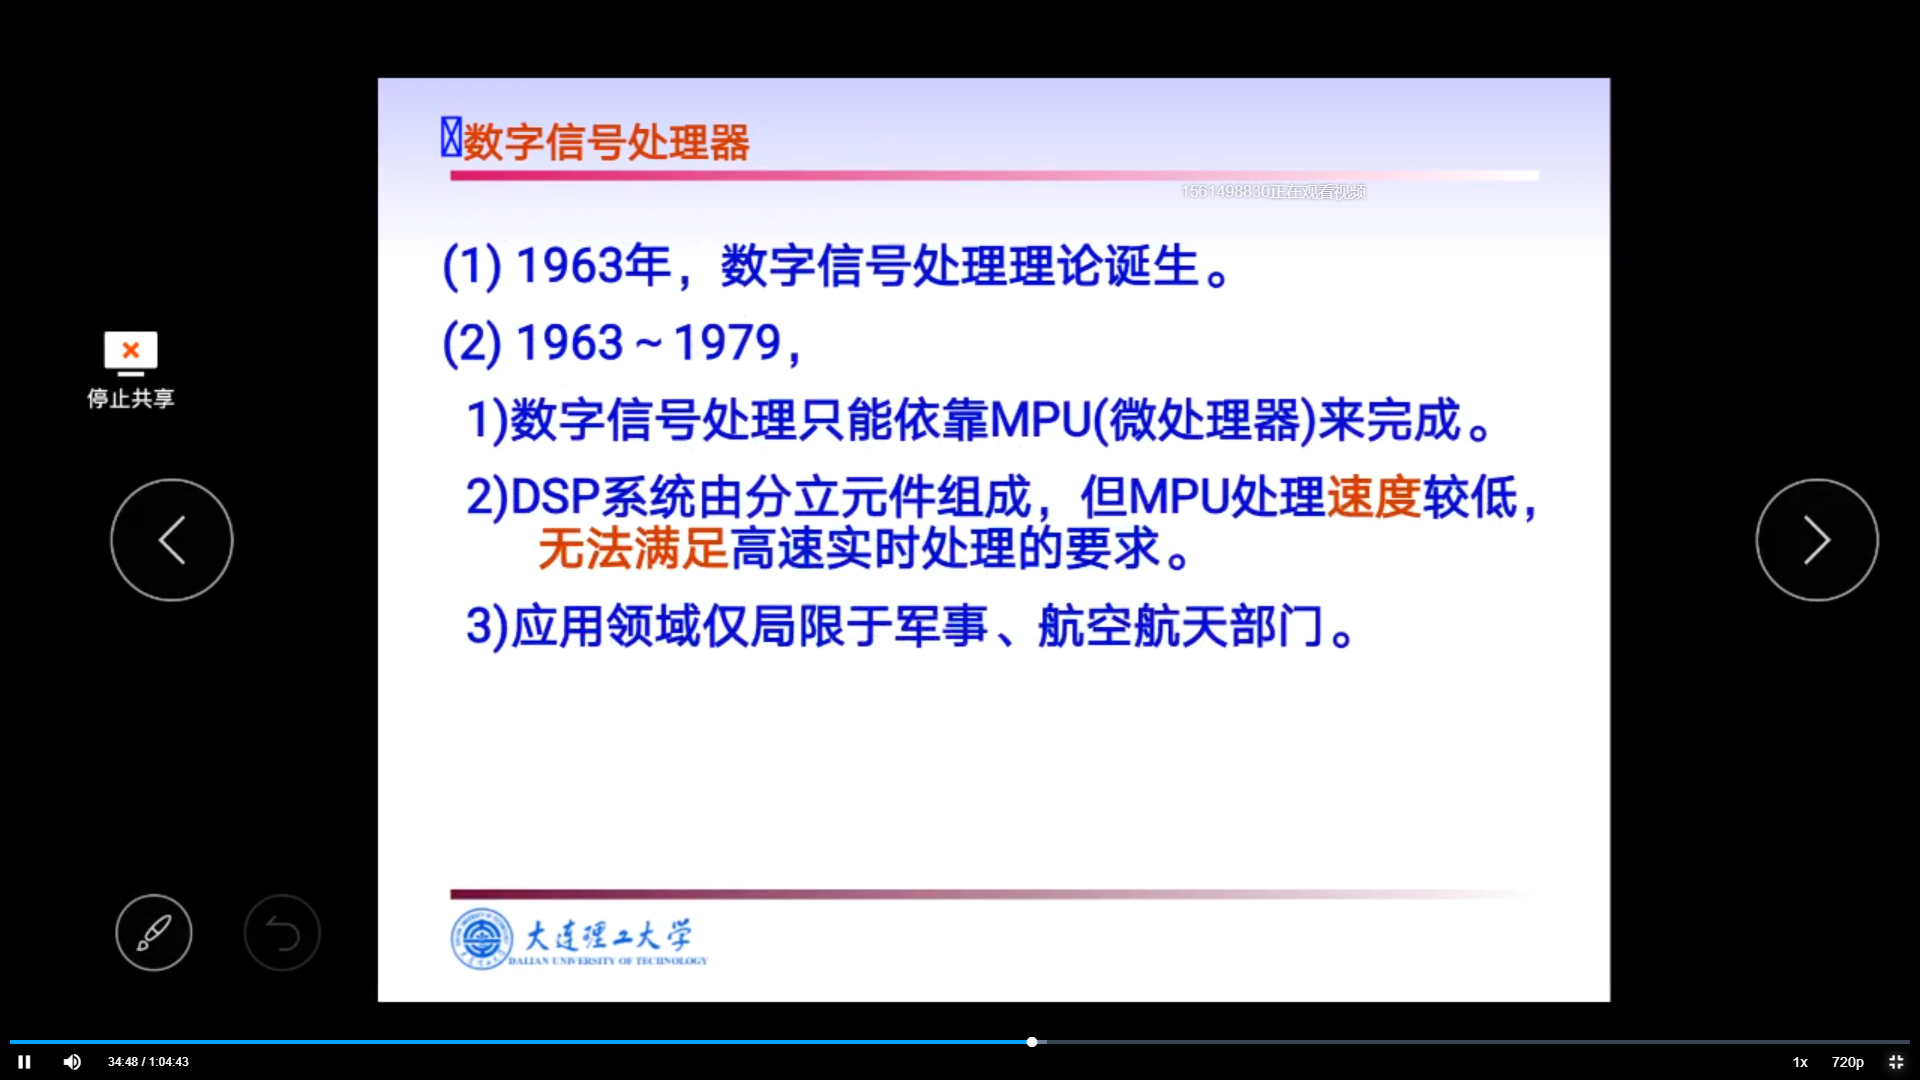 数字信号处理器
1561498830正在观看视频
(1) 1963年，数字信号处理理论诞生。
(2) 1963～1979，
1)数字信号处理只能依靠MPU(微处理器)来完成。
2)DSP系统由分立元件组成，但MPU处理速度较低，
无法满足高速实时处理的要求。
3)应用领域仅局限于军事、航空航天部门。
停止共享
大连理工大学
DALIAN UNIVERSITY OF TECHNOLOGY
34:48 / 1:04:43
1x
720p